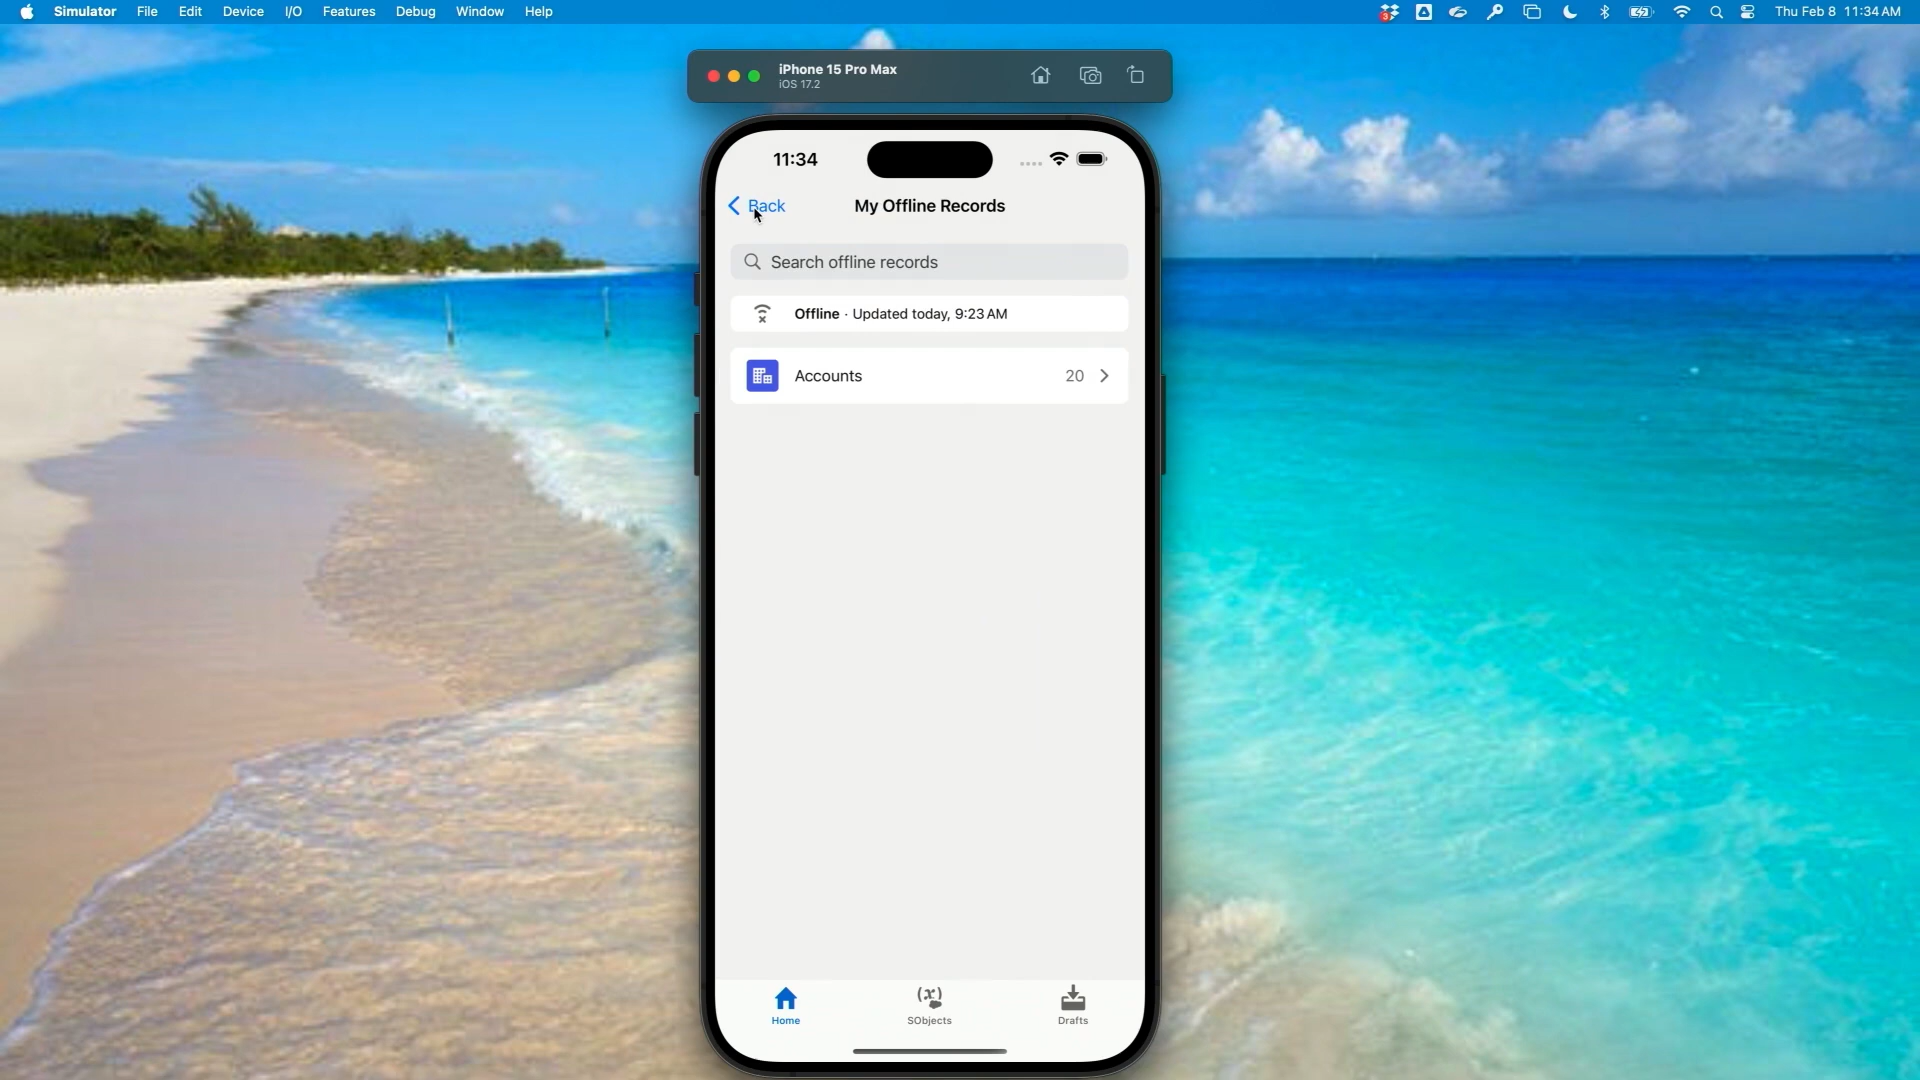 Simulator File Edit Device I/O Features Debug Window Help
3 Thu Feb 8 11:34 AM
iPhone 15 Pro Max
iOS 17.2
11:34
Back My Offline Records
Search offline records
Offline · Updated today, 9:23 AM
Accounts 20
Home SObjects Drafts